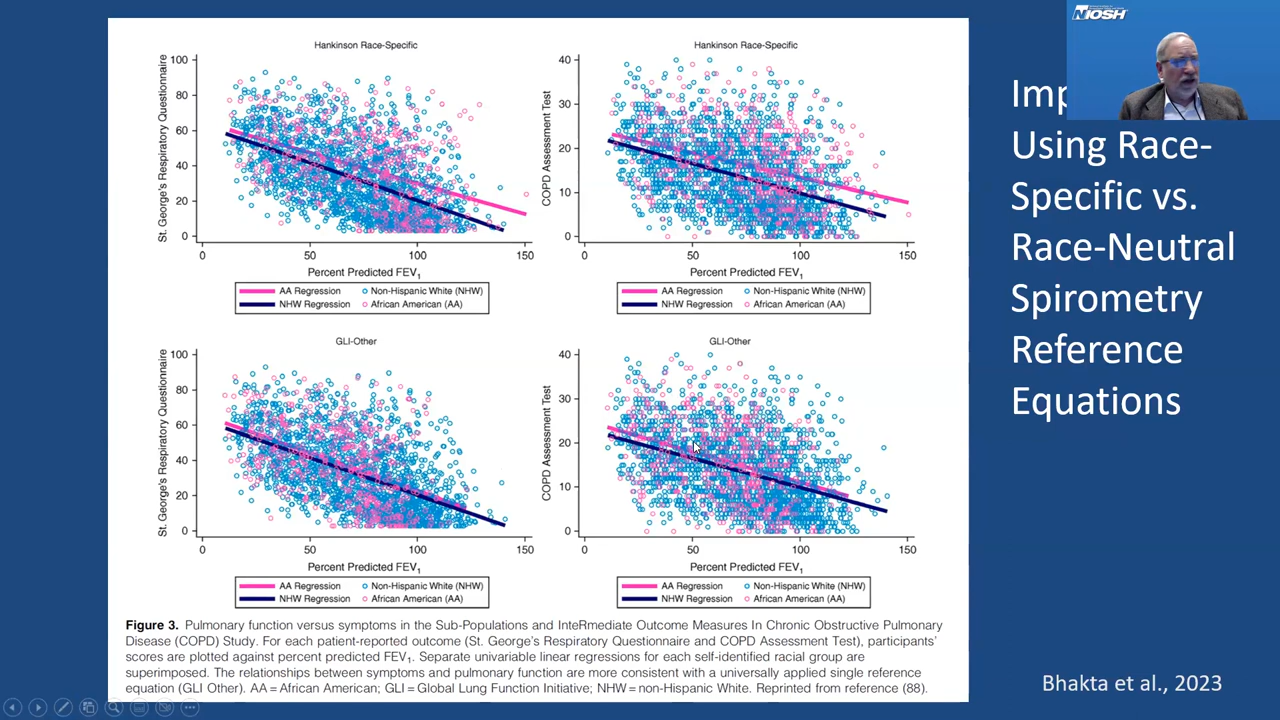 Hankinson Race-Specific
St. George's Respiratory Questionnaire
100
80
60
40
20
0
0
50
100
150
Percent Predicted FEV1
AA Regression
Non-Hispanic White (NHW)
NHW Regression
African American (AA)
Hankinson Race-Specific
COPD Assessment Test
40
30
20
10
0
0
50
100
150
Percent Predicted FEV1
AA Regression
Non-Hispanic White (NHW)
NHW Regression
African American (AA)
GLI-Other
St. George's Respiratory Questionnaire
100
80
60
40
20
0
0
50
100
150
Percent Predicted FEV1
AA Regression
Non-Hispanic White (NHW)
NHW Regression
African American (AA)
GLI-Other
COPD Assessment Test
40
30
20
10
0
0
50
100
150
Percent Predicted FEV1
AA Regression
Non-Hispanic White (NHW)
NHW Regression
African American (AA)
Figure 3. Pulmonary function versus symptoms in the Sub-Populations and InteRmediate Outcome Measures In Chronic Obstructive Pulmonary
Disease (COPD) Study. For each patient-reported outcome (St. George's Respiratory Questionnaire and COPD Assessment Test), participants'
scores are plotted against percent predicted FEV1. Separate univariable linear regressions for each self-identified racial group are
superimposed. The relationships between symptoms and pulmonary function are more consistent with a universally applied single reference
equation (GLI Other). AA = African American; GLI = Global Lung Function Initiative; NHW = non-Hispanic White. Reprinted from reference (88).
NIOSH
Using Race-
Specific vs.
Race-Neutral
Spirometry
Reference
Equations
Bhakta et al., 2023